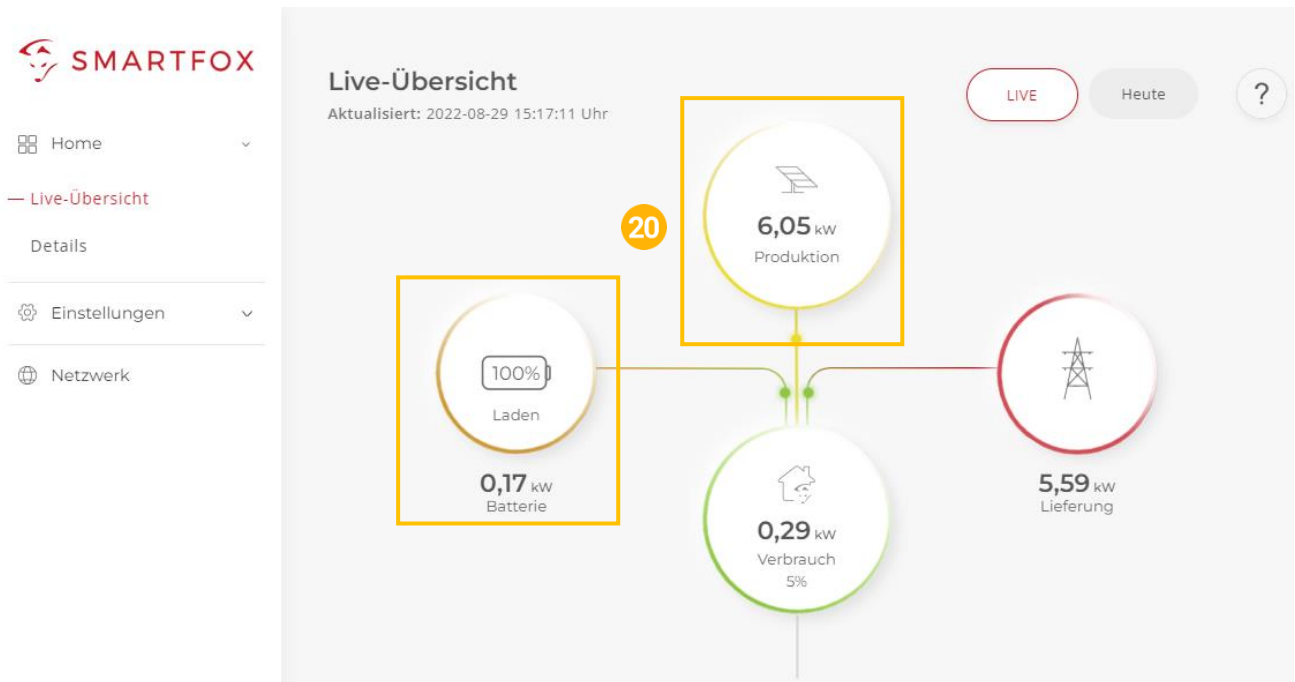 SMARTFOX
Home
Live-Übersicht
Details
Einstellungen
Netzwerk
Live-Übersicht
Aktualisiert: 2022-08-29 15:17:11 Uhr
LIVE
Heute
?
20
6,05 kW
Produktion
100%
Laden
0,17 kW
Batterie
5,59 kW
Lieferung
0,29 kW
Verbrauch
5%